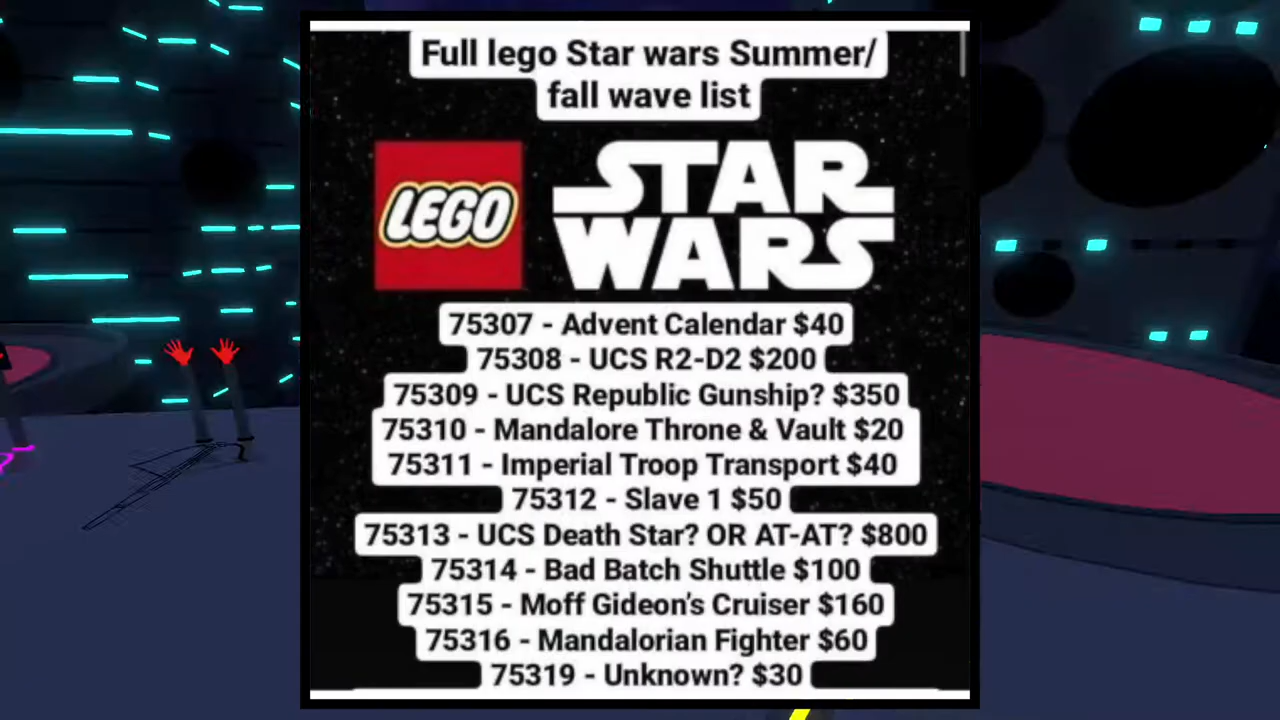 Full lego Star wars Summer/
fall wave list
LEGO
STAR
WARS
75307 - Advent Calendar $40
75308 - UCS R2-D2 $200
75309 - UCS Republic Gunship? $350
75310 - Mandalore Throne & Vault $20
75311 - Imperial Troop Transport $40
75312 - Slave 1 $50
75313 - UCS Death Star? OR AT-AT? $800
75314 - Bad Batch Shuttle $100
75315 - Moff Gideon's Cruiser $160
75316 - Mandalorian Fighter $60
75319 - Unknown? $30